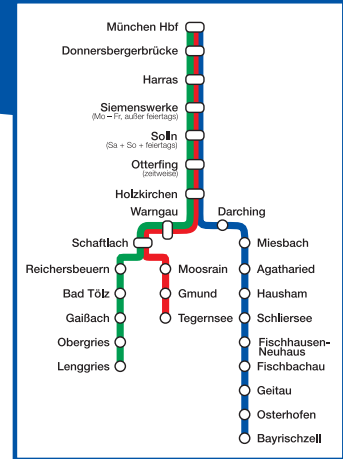 München Hbf
Donnersbergerbrücke
Harras
Siemenswerke
(Mo – Fr, außer feiertags)
Solln
(Sa + So + feiertags)
Otterfing
(zeitweise)
Holzkirchen
Warngau
Darching
Schaftlach
Miesbach
Reichersbeuern
Moosrain
Agatharied
Bad Tölz
Gmund
Hausham
Gaißach
Tegernsee
Schliersee
Obergries
Fischhausen-
Neuhaus
Lenggries
Fischbachau
Geitau
Osterhofen
Bayrischzell